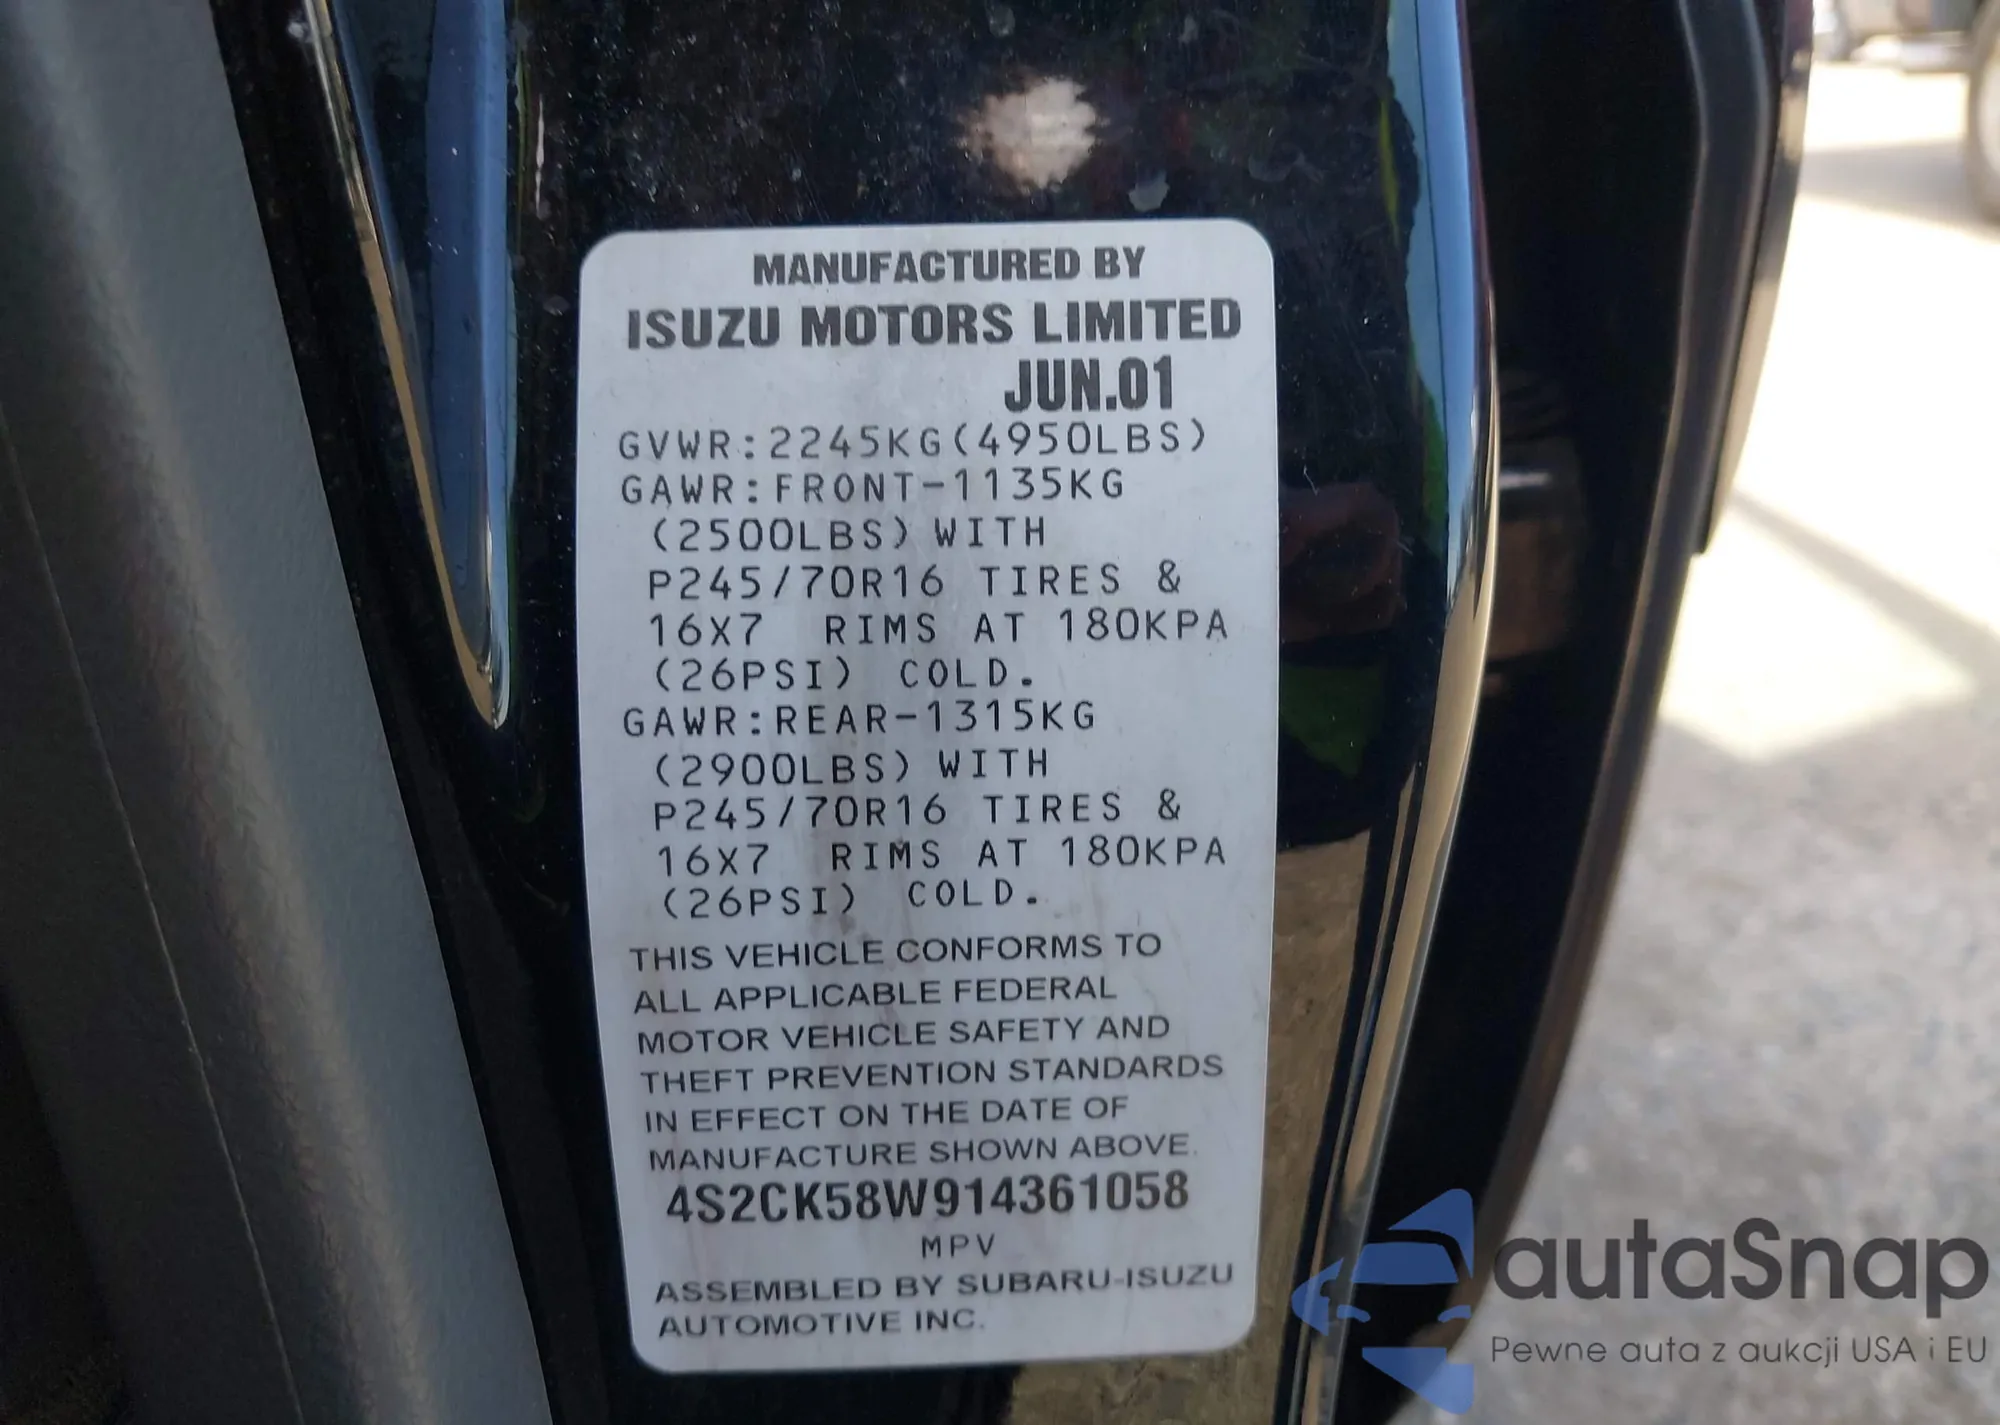 MANUFACTURED BY
ISUZU MOTORS LIMITED
JUN.01
GVWR:2245KG(4950LBS)
GAWR:FRONT-1135KG
(2500LBS) WITH
P245/70R16 TIRES &
16X7 RIMS AT 180KPA
(26PSI) COLD.
GAWR:REAR-1315KG
(2900LBS) WITH
P245/70R16 TIRES &
16X7 RIMS AT 180KPA
(26PSI) COLD.
THIS VEHICLE CONFORMS TO
ALL APPLICABLE FEDERAL
MOTOR VEHICLE SAFETY AND
THEFT PREVENTION STANDARDS
IN EFFECT ON THE DATE OF
MANUFACTURE SHOWN ABOVE.
4S2CK58W914361058
MPV
ASSEMBLED BY SUBARU-ISUZU
AUTOMOTIVE INC.
autaSnap
Pewne auta z aukcji USA i EU